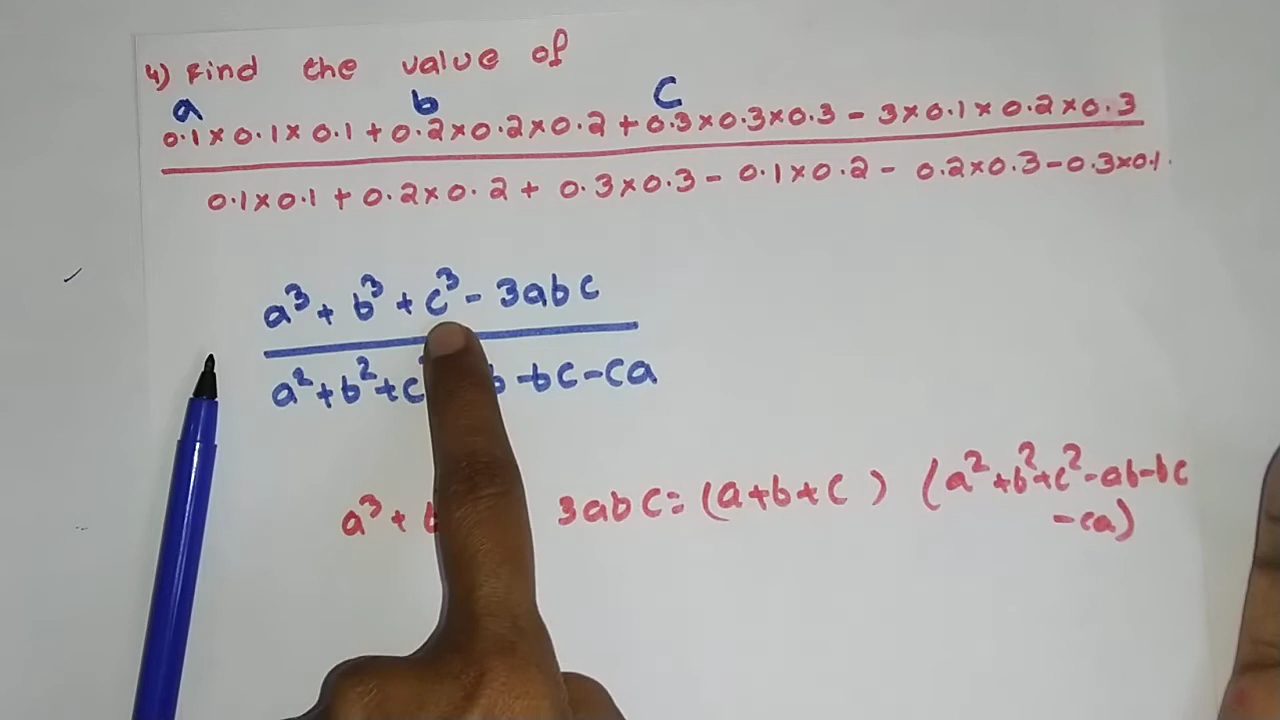 4) Find the value of
a b c
0.1×0.1×0.1+0.2×0.2×0.2+0.3×0.3×0.3-3×0.1×0.2×0.3
0.1×0.1+0.2×0.2+0.3×0.3-0.1×0.2-0.2×0.3-0.3×0.1.
a³+b³+c³-3abc
a²+b²+c -bc-ca
a³+ 3abc=(a+b+c) (a²+b²+c²-ab-bc
-ca)